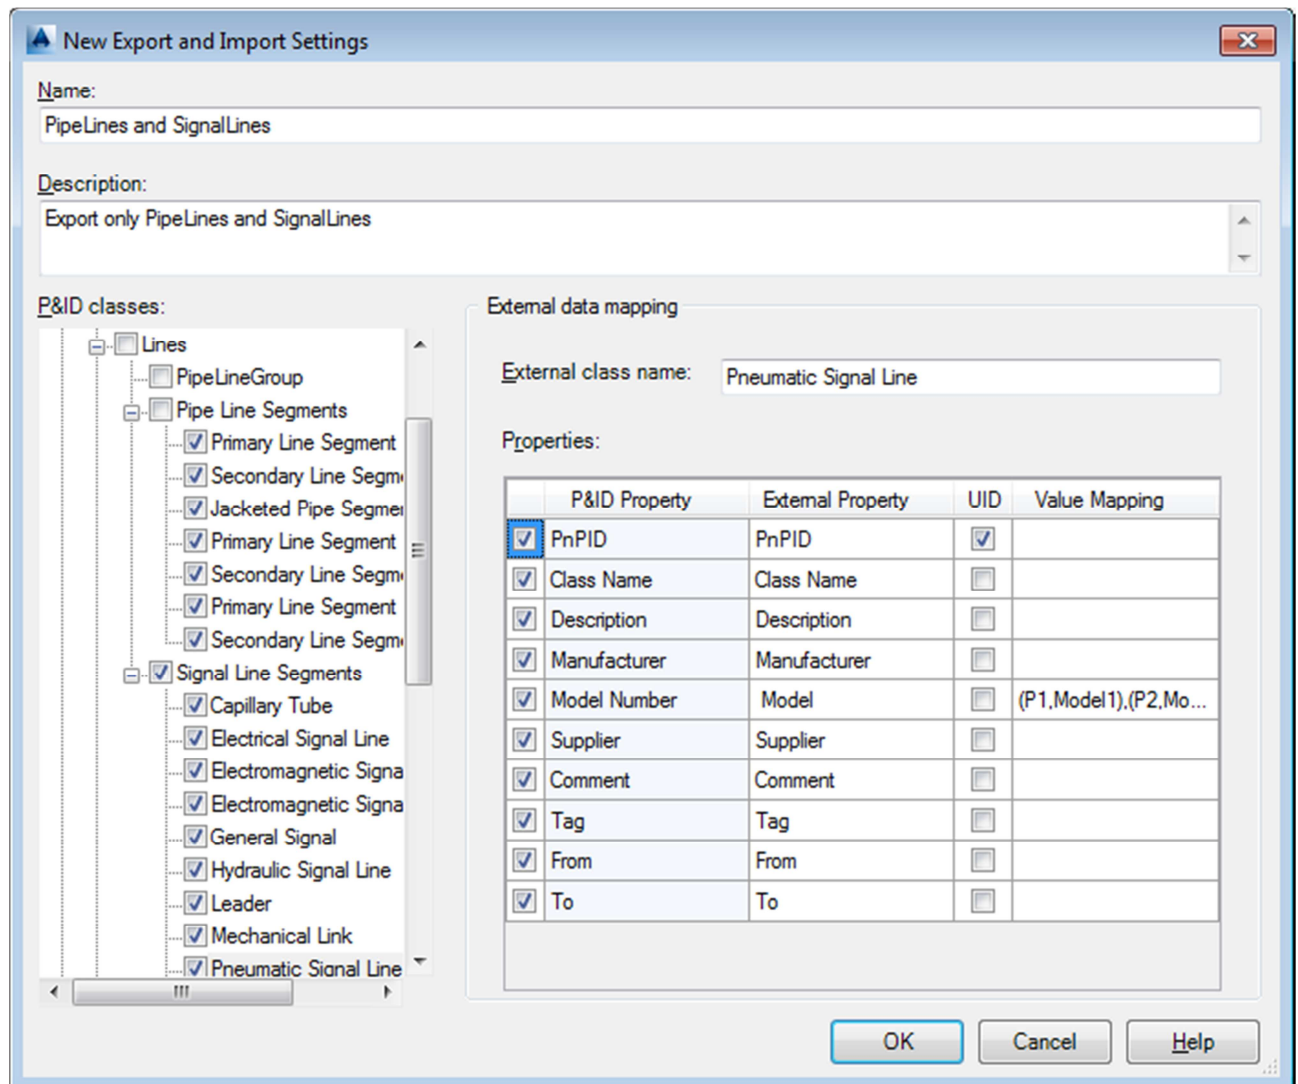 New Export and Import Settings
Name:
PipeLines and SignalLines
Description:
Export only PipeLines and SignalLines
P&ID classes:
Lines
PipeLineGroup
Pipe Line Segments
Primary Line Segment
Secondary Line Segm
Jacketed Pipe Segme
Primary Line Segment
Secondary Line Segm
Primary Line Segment
Secondary Line Segm
Signal Line Segments
Capillary Tube
Electrical Signal Line
Electromagnetic Signa
Electromagnetic Signa
General Signal
Hydraulic Signal Line
Leader
Mechanical Link
Pneumatic Signal Line
External data mapping
External class name: Pneumatic Signal Line
Properties:
P&ID Property External Property UID Value Mapping
PnPID PnPID
Class Name Class Name
Description Description
Manufacturer Manufacturer
Model Number Model (P1,Model1),(P2,Mo...
Supplier Supplier
Comment Comment
Tag Tag
From From
To To
OK Cancel Help